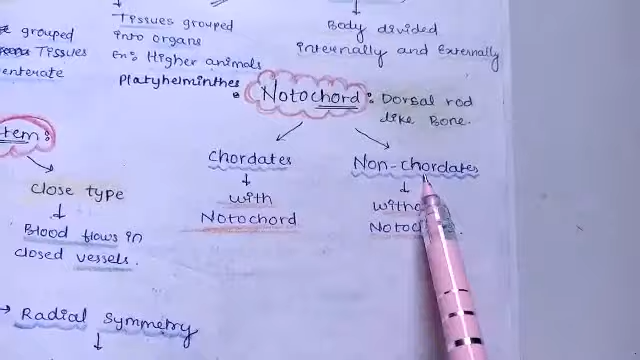 grouped
Tissues
enterate
Tissues grouped
into organs
Ex: Higher animals
Platyhelminthes
Body divided
internally and Externally
Notochord: Dorsal rod
like Bone.
Chordates
with
Notochord
Non-chordates
tem:
Close type
Blood flows in
closed vessels.
→ Radial symmetry